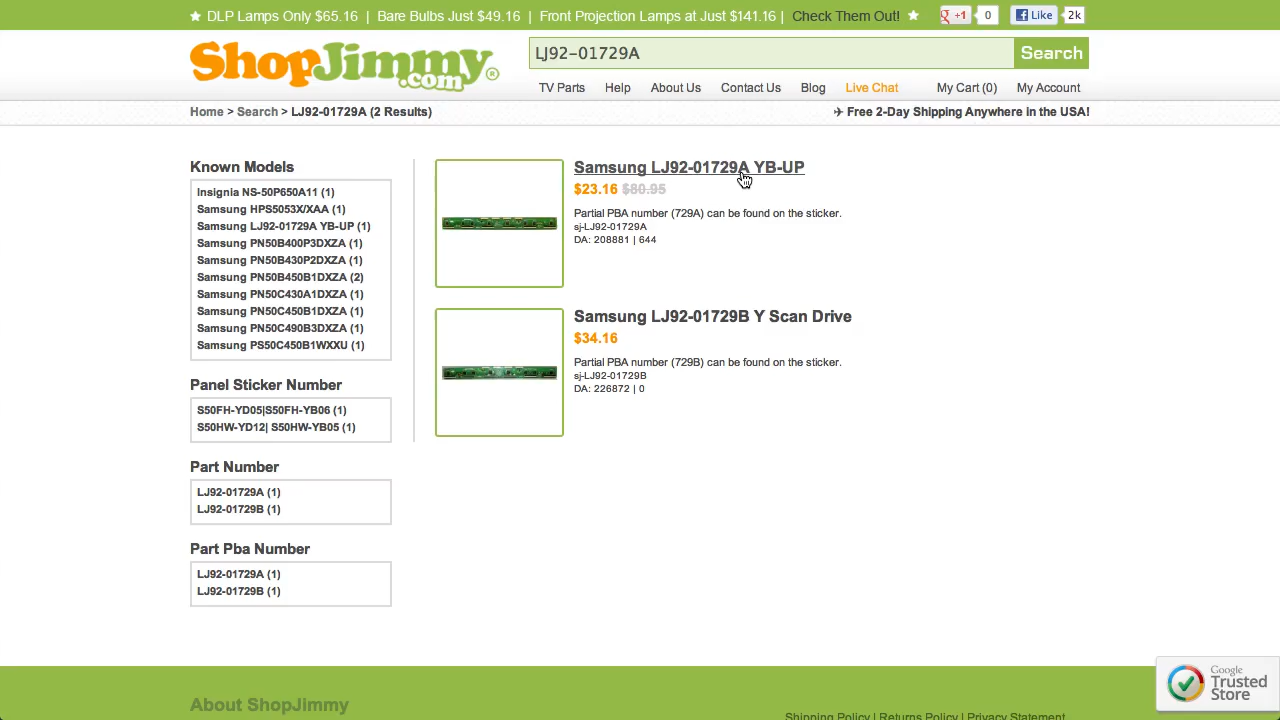 ★ DLP Lamps Only $65.16 | Bare Bulbs Just $49.16 | Front Projection Lamps at Just $141.16 | Check Them Out! ★ g +1 0 Like 2k
ShopJimmy.com®
LJ92-01729A Search
TV Parts Help About Us Contact Us Blog Live Chat My Cart (0) My Account
Home > Search > LJ92-01729A (2 Results) ✈ Free 2-Day Shipping Anywhere in the USA!
Known Models
Insignia NS-50P650A11 (1)
Samsung HPS5053X/XAA (1)
Samsung LJ92-01729A YB-UP (1)
Samsung PN50B400P3DXZA (1)
Samsung PN50B430P2DXZA (1)
Samsung PN50B450B1DXZA (2)
Samsung PN50C430A1DXZA (1)
Samsung PN50C450B1DXZA (1)
Samsung PN50C490B3DXZA (1)
Samsung PS50C450B1WXXU (1)
Panel Sticker Number
S50FH-YD05|S50FH-YB06 (1)
S50HW-YD12| S50HW-YB05 (1)
Part Number
LJ92-01729A (1)
LJ92-01729B (1)
Part Pba Number
LJ92-01729A (1)
LJ92-01729B (1)
Samsung LJ92-01729A YB-UP
$23.16 $80.95
Partial PBA number (729A) can be found on the sticker.
sj-LJ92-01729A
DA: 208881 | 644
Samsung LJ92-01729B Y Scan Drive
$34.16
Partial PBA number (729B) can be found on the sticker.
sj-LJ92-01729B
DA: 226872 | 0
Google
Trusted
Store
About ShopJimmy
Shipping Policy | Returns Policy | Privacy Statement